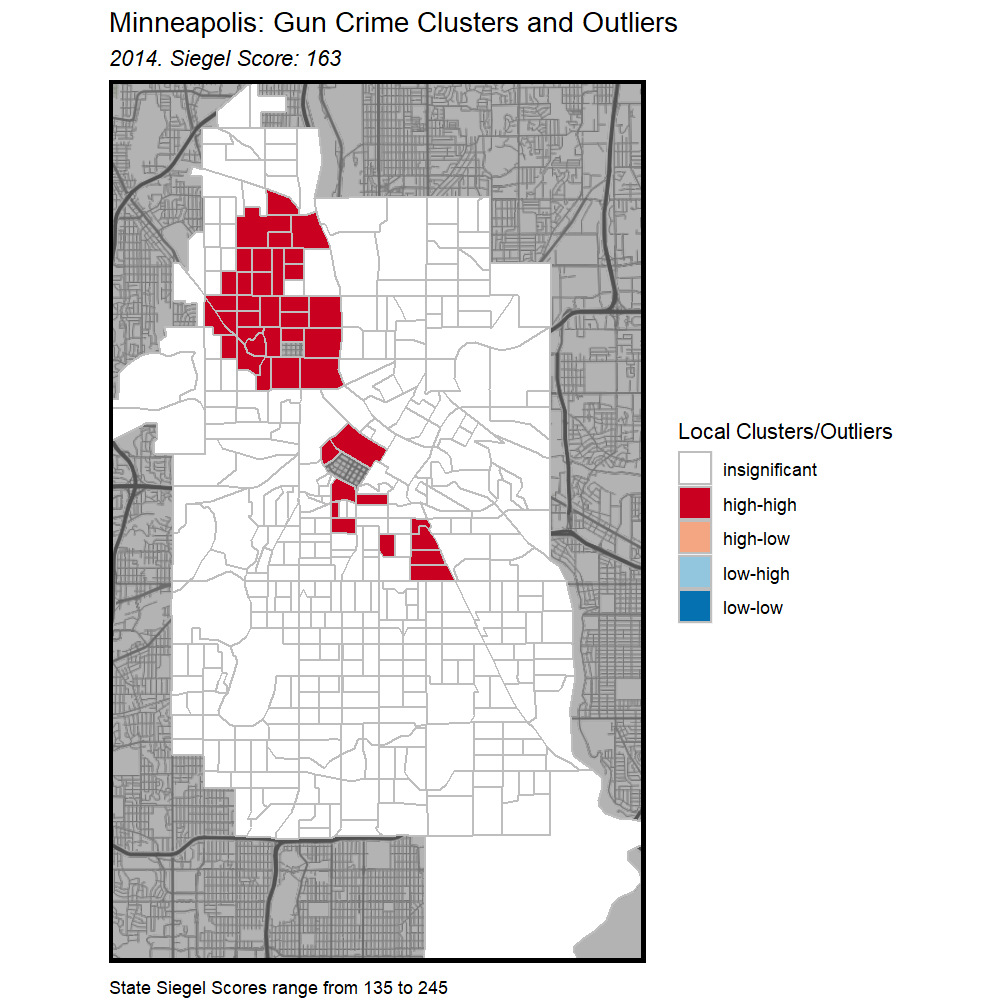 Minneapolis: Gun Crime Clusters and Outliers
2014. Siegel Score: 163
Local Clusters/Outliers
insignificant
high-high
high-low
low-high
low-low
State Siegel Scores range from 135 to 245